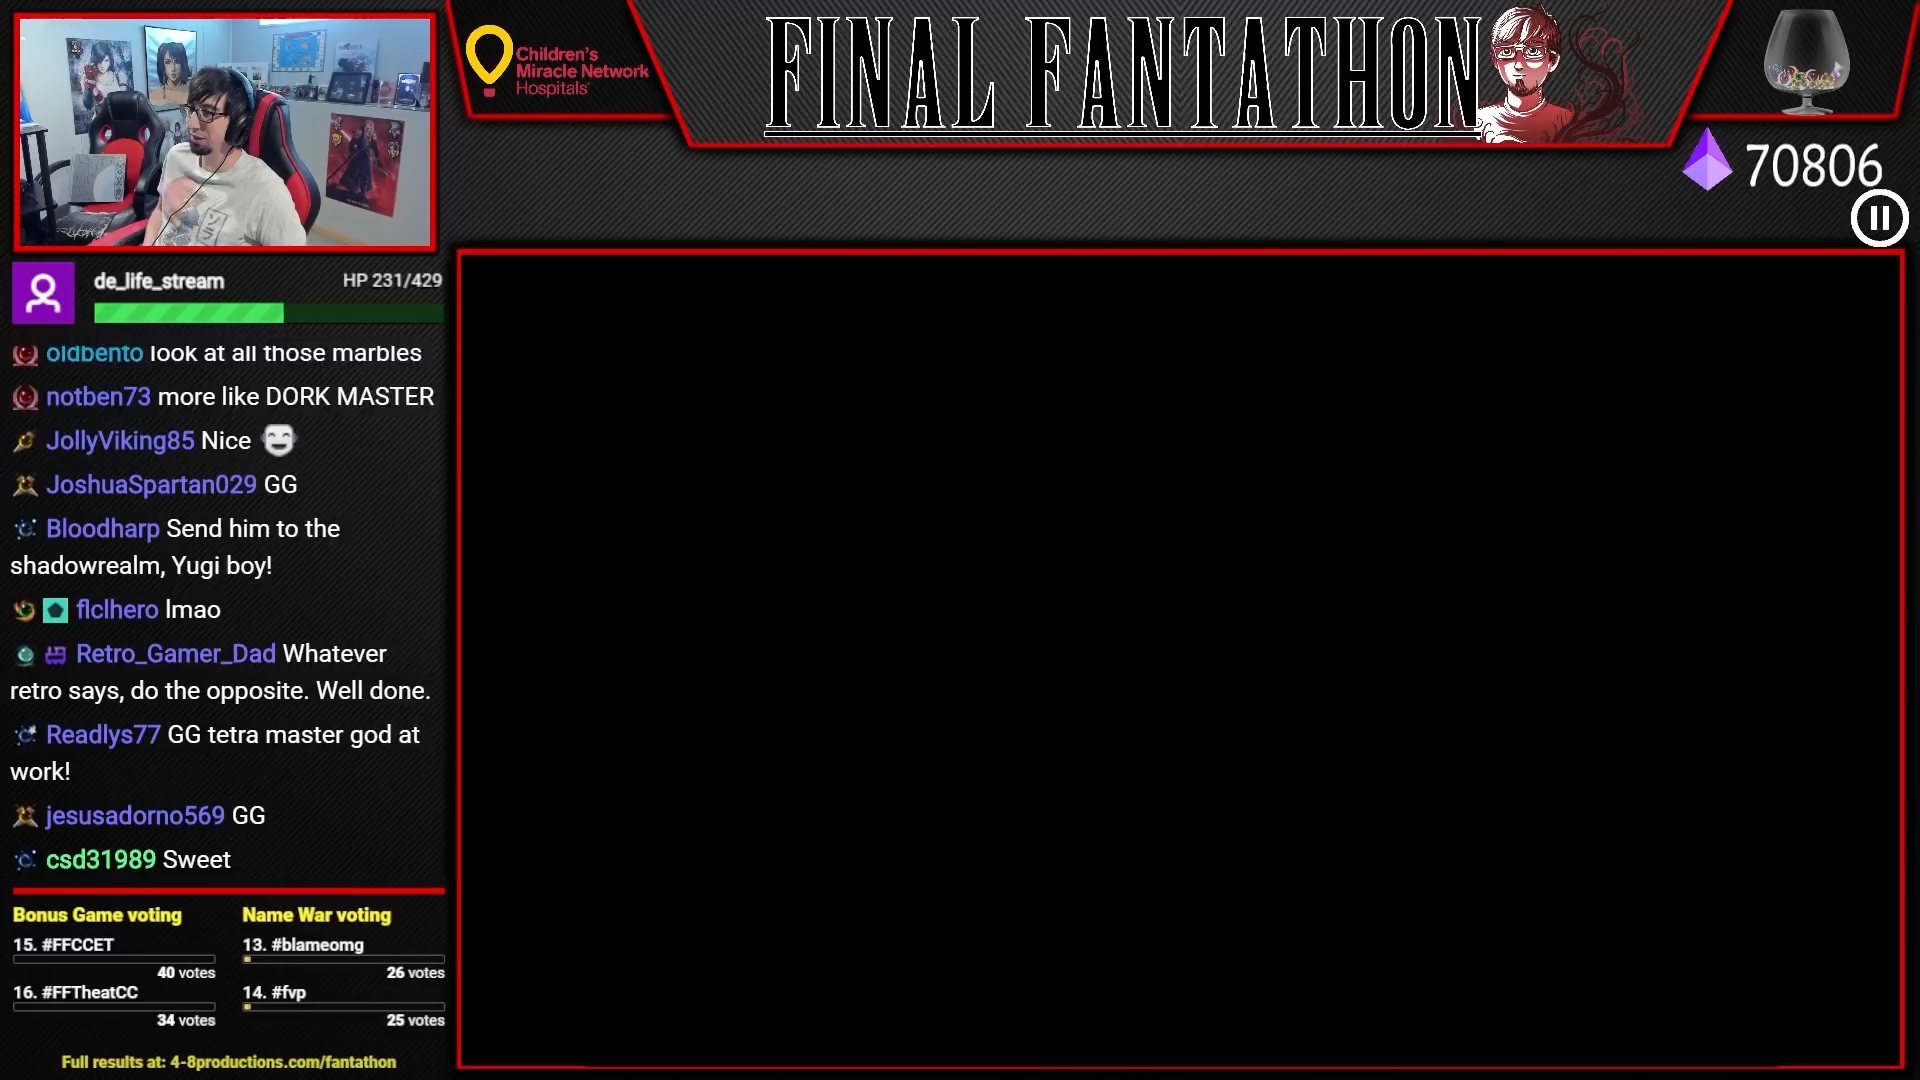 Children's
Miracle Network
Hospitals
FINAL FANTATHON
70806
de_life_stream HP 231/429
oldbento look at all those marbles
notben73 more like DORK MASTER
JollyViking85 Nice
JoshuaSpartan029 GG
Bloodharp Send him to the
shadowrealm, Yugi boy!
flclhero lmao
Retro_Gamer_Dad Whatever
retro says, do the opposite. Well done.
Readlys77 GG tetra master god at
work!
jesusadorno569 GG
csd31989 Sweet
Bonus Game voting
15. #FFCCET
40 votes
16. #FFTheatCC
34 votes
Name War voting
13. #blameomg
26 votes
14. #fvp
25 votes
Full results at: 4-8productions.com/fantathon